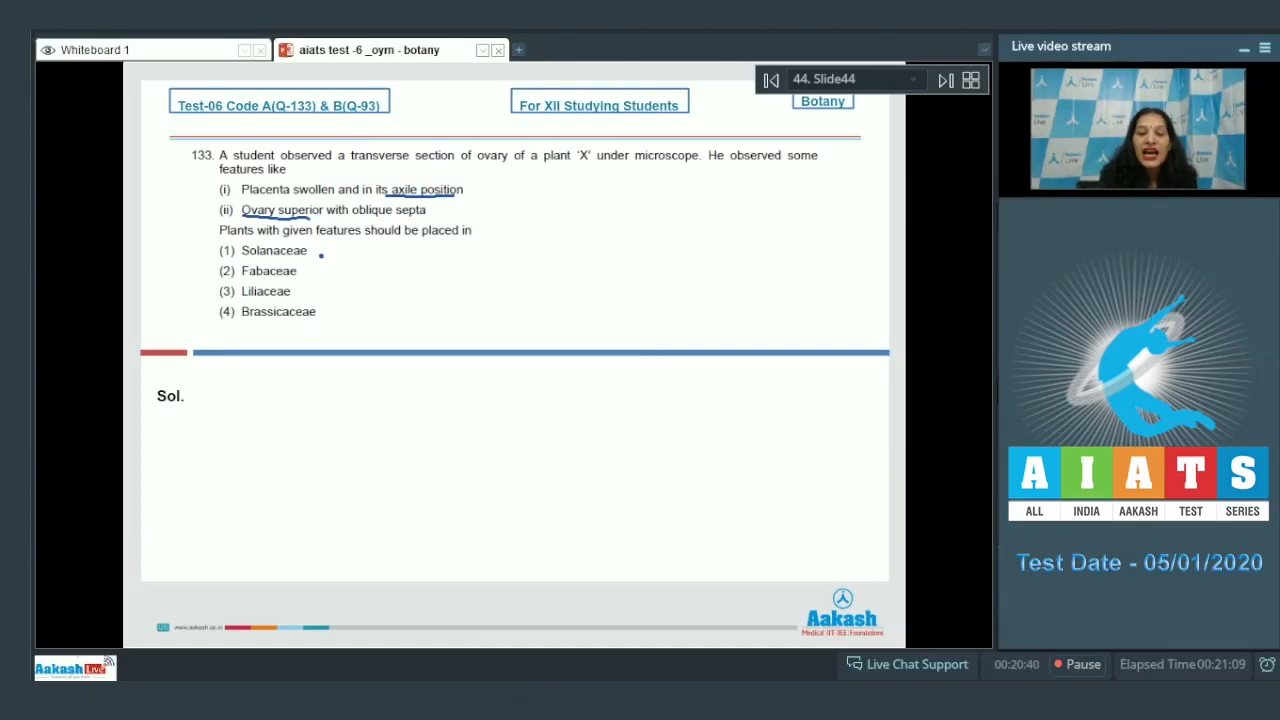 Whiteboard 1
aiats test -6 _oym - botany
Live video stream
44. Slide44
Test-06 Code A(Q-133) & B(Q-93)
For XII Studying Students
Botany
133. A student observed a transverse section of ovary of a plant 'X' under microscope. He observed some
features like
(i) Placenta swollen and in its axile position
(ii) Ovary superior with oblique septa
Plants with given features should be placed in
(1) Solanaceae
(2) Fabaceae
(3) Liliaceae
(4) Brassicaceae
Sol.
A I A T S
ALL INDIA AAKASH TEST SERIES
Test Date - 05/01/2020
www.aakash.ac.in
Aakash
Medical IIT-JEE Foundations
Aakash Live
Live Chat Support
00:20:40
Pause
Elapsed Time 00:21:09